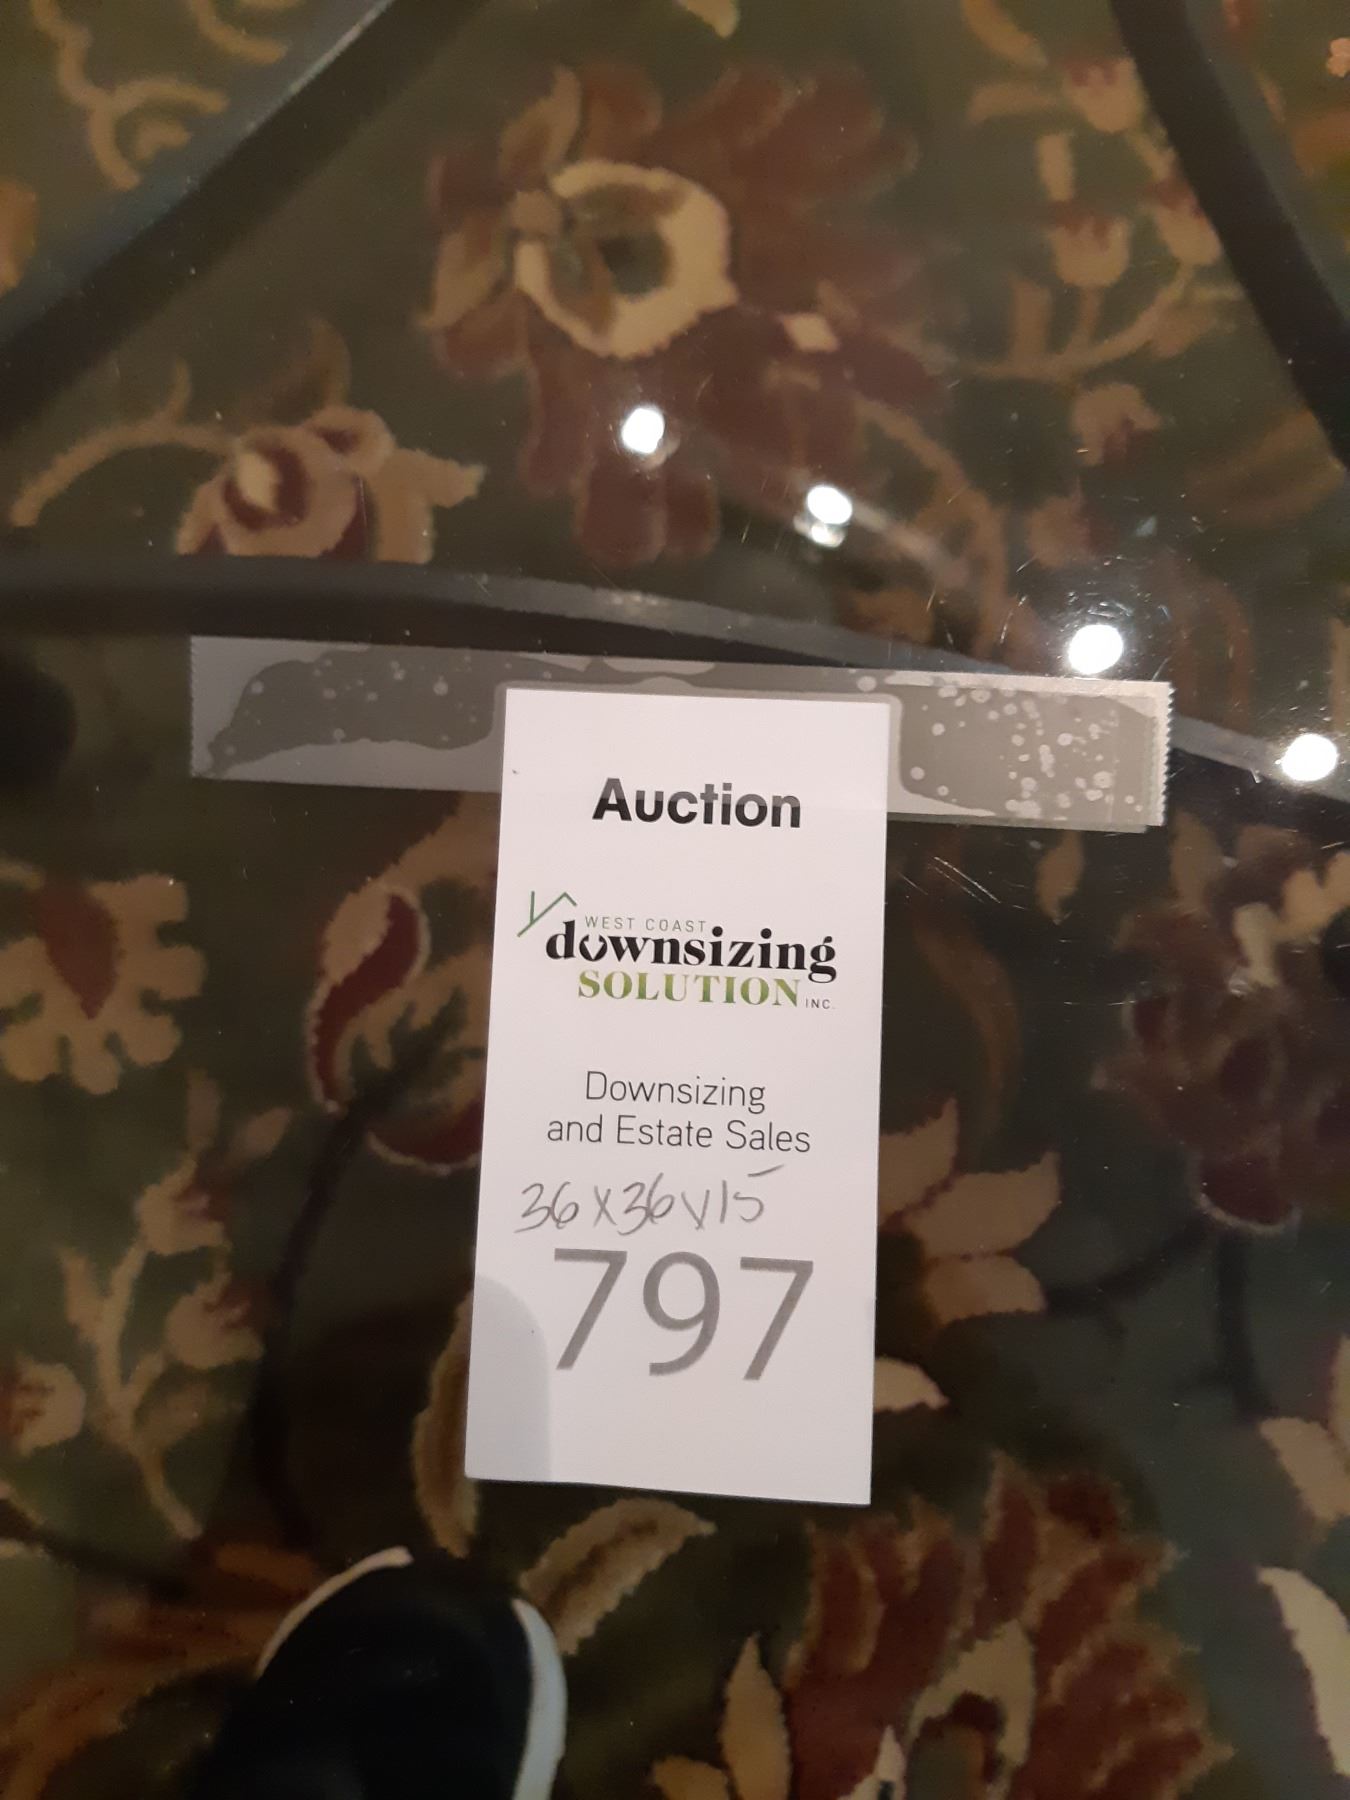 Auction
WEST COAST
downsizing
SOLUTION INC.
Downsizing
and Estate Sales
36x36x15
797